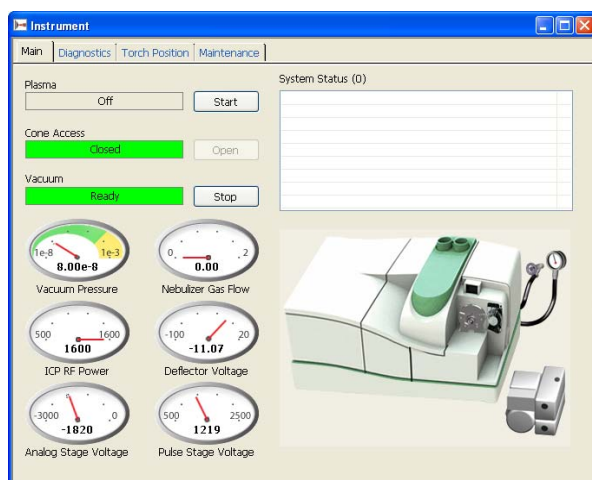 Instrument
Main Diagnostics Torch Position Maintenance
Plasma
Off Start
Cone Access
Closed Open
Vacuum
Ready Stop
System Status (0)
1e-8 1e-3
8.00e-8
Vacuum Pressure
0. .2
0.00
Nebulizer Gas Flow
500 1600
1600
ICP RF Power
-100 20
-11.07
Deflector Voltage
-3000 .0
-1820
Analog Stage Voltage
500 2500
1219
Pulse Stage Voltage